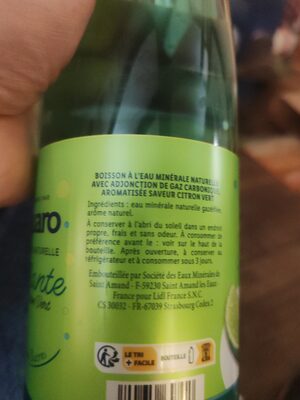 BOISSON À L'EAU MINÉRALE NATURELLE
AVEC ADJONCTION DE GAZ CARBONIQUE,
AROMATISÉE SAVEUR CITRON VERT
Ingrédients : eau minérale naturelle gazéifiée,
arôme naturel.
À conserver à l'abri du soleil dans un endroit
propre, frais et sans odeur. À consommer de
préférence avant le : voir sur le haut de la
bouteille. Après ouverture, à conserver au
réfrigérateur et à consommer sous 3 jours.
Embouteillée par Société des Eaux Minérales de
Saint Amand - F-59230 Saint Amand les Eaux
France pour Lidl France S.N.C.
CS 30032 - FR-67039 Strasbourg Cedex 2
LE TRI
+ FACILE
BOUTEILLE